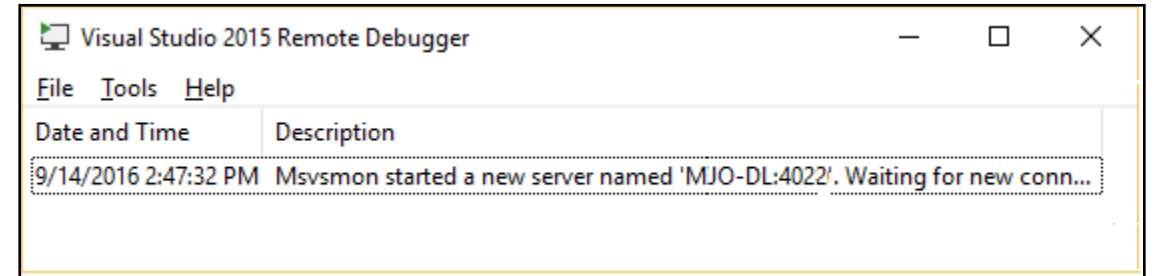 Visual Studio 2015 Remote Debugger
File Tools Help
Date and Time Description
9/14/2016 2:47:32 PM Msvsmon started a new server named 'MJO-DL:4022'. Waiting for new conn...